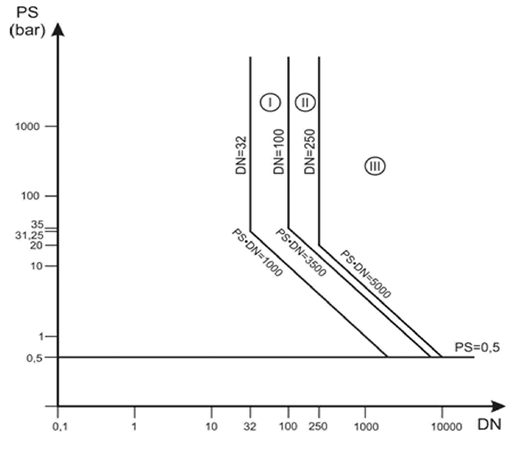 PS
(bar)
1000
100
35
31,25
20
10
1
0,5
DN=32
DN=100
DN=250
I
II
III
PS·DN=1000
PS·DN=3500
PS·DN=5000
PS=0,5
0,1
1
10
32
100
250
1000
10000
DN